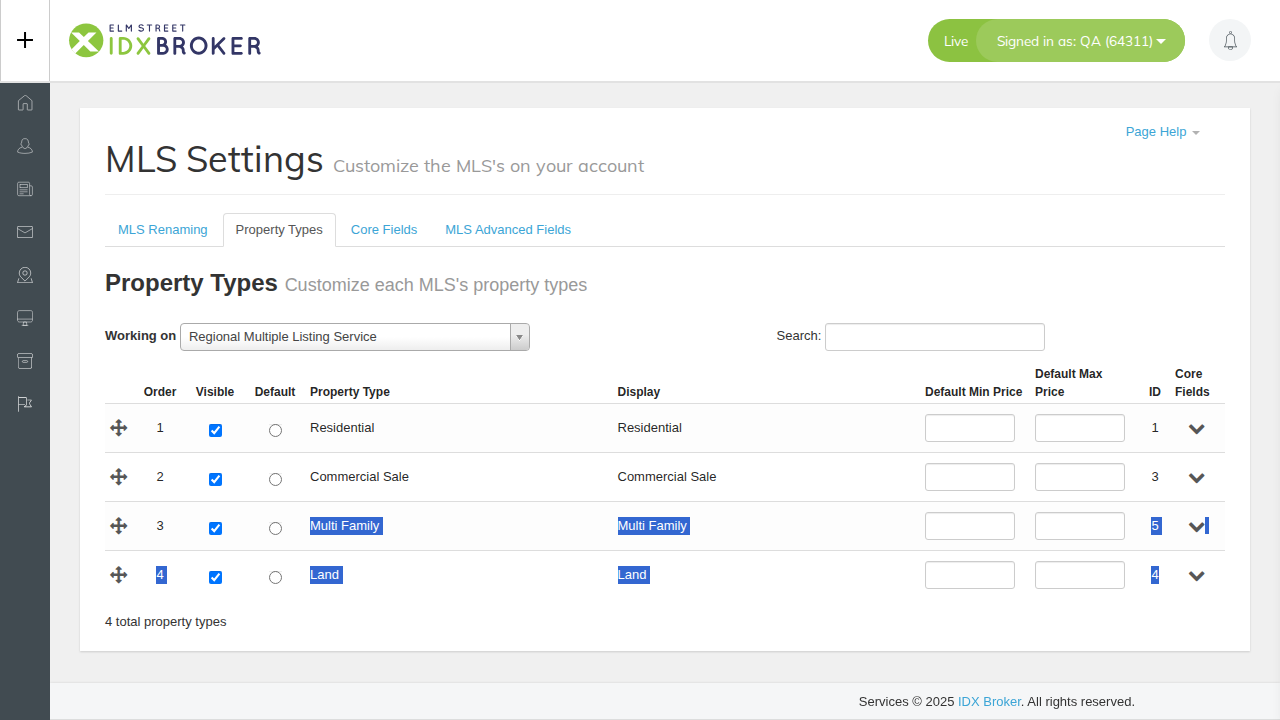 ELM STREET
IDXBROKER
Live
Signed in as: QA (64311)
Page Help
MLS Settings Customize the MLS's on your account
MLS Renaming Property Types Core Fields MLS Advanced Fields
Property Types Customize each MLS's property types
Working on Regional Multiple Listing Service Search:
Order Visible Default Property Type Display Default Min Price Default Max Price ID Core Fields
1 Residential Residential 1
2 Commercial Sale Commercial Sale 3
3 Multi Family Multi Family 5
4 Land Land 4
4 total property types
Services © 2025 IDX Broker. All rights reserved.